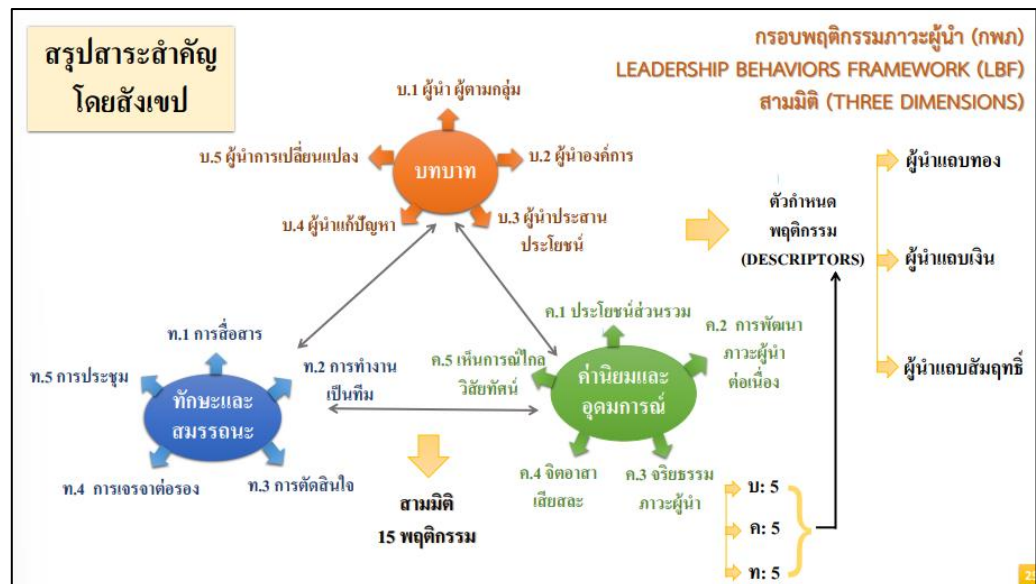 สรุปสาระสำคัญ
โดยสังเขป
กรอบพฤติกรรมภาวะผู้นำ (กพภ)
LEADERSHIP BEHAVIORS FRAMEWORK (LBF)
สามมิติ (THREE DIMENSIONS)
บ.1 ผู้นำ ผู้ตามกลุ่ม
บ.5 ผู้นำการเปลี่ยนแปลง
บทบาท
บ.2 ผู้นำองค์การ
บ.4 ผู้นำแก้ปัญหา
บ.3 ผู้นำประสาน
ประโยชน์
ตัวกำหนด
พฤติกรรม
(DESCRIPTORS)
ผู้นำแถบทอง
ผู้นำแถบเงิน
ผู้นำแถบสัมฤทธิ์
ท.1 การสื่อสาร
ท.5 การประชุม
ท.2 การทำงาน
เป็นทีม
ทักษะและ
สมรรถนะ
ท.4 การเจรจาต่อรอง
ท.3 การตัดสินใจ
ค.1 ประโยชน์ส่วนรวม
ค.2 การพัฒนา
ภาวะผู้นำ
ต่อเนื่อง
ค.5 เห็นการณ์ไกล
วิสัยทัศน์
ค่านิยมและ
อุดมการณ์
ค.4 จิตอาสา
เสียสละ
ค.3 จริยธรรม
ภาวะผู้นำ
สามมิติ
15 พฤติกรรม
บ: 5
ค: 5
ท: 5